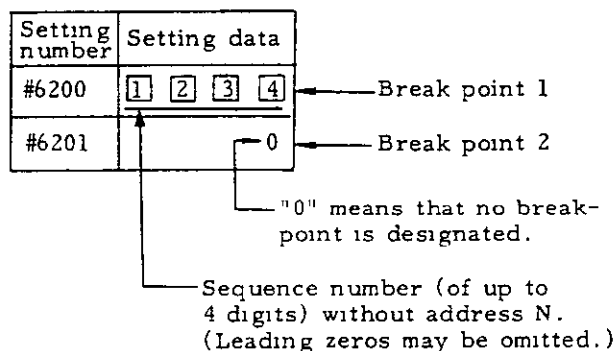 Setting number Setting data
#6200 1 2 3 4 Break point 1
#6201 0 Break point 2
"0" means that no break-
point is designated.
Sequence number (of up to
4 digits) without address N.
(Leading zeros may be omitted.)